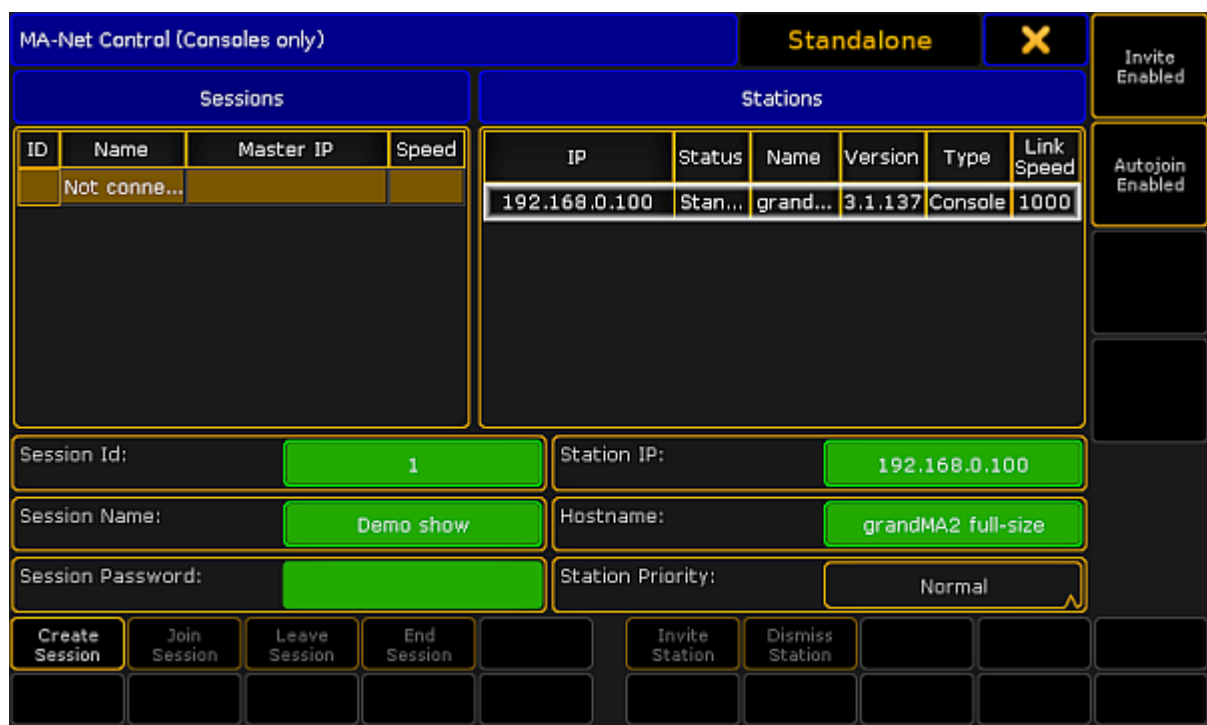 MA-Net Control (Consoles only)
Standalone
Invite
Enabled
Sessions
Stations
ID Name Master IP Speed
IP Status Name Version Type Link Speed
Autojoin
Enabled
Not conne...
192.168.0.100 Stan... grand... 3.1.137 Console 1000
Session Id: 1
Station IP: 192.168.0.100
Session Name: Demo show
Hostname: grandMA2 full-size
Session Password:
Station Priority: Normal
Create
Session
Join
Session
Leave
Session
End
Session
Invite
Station
Dismiss
Station